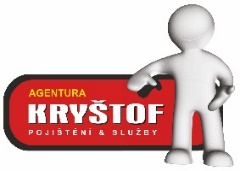 AGENTURA
KRYŠTOF
POJIŠTĚNÍ & SLUŽBY